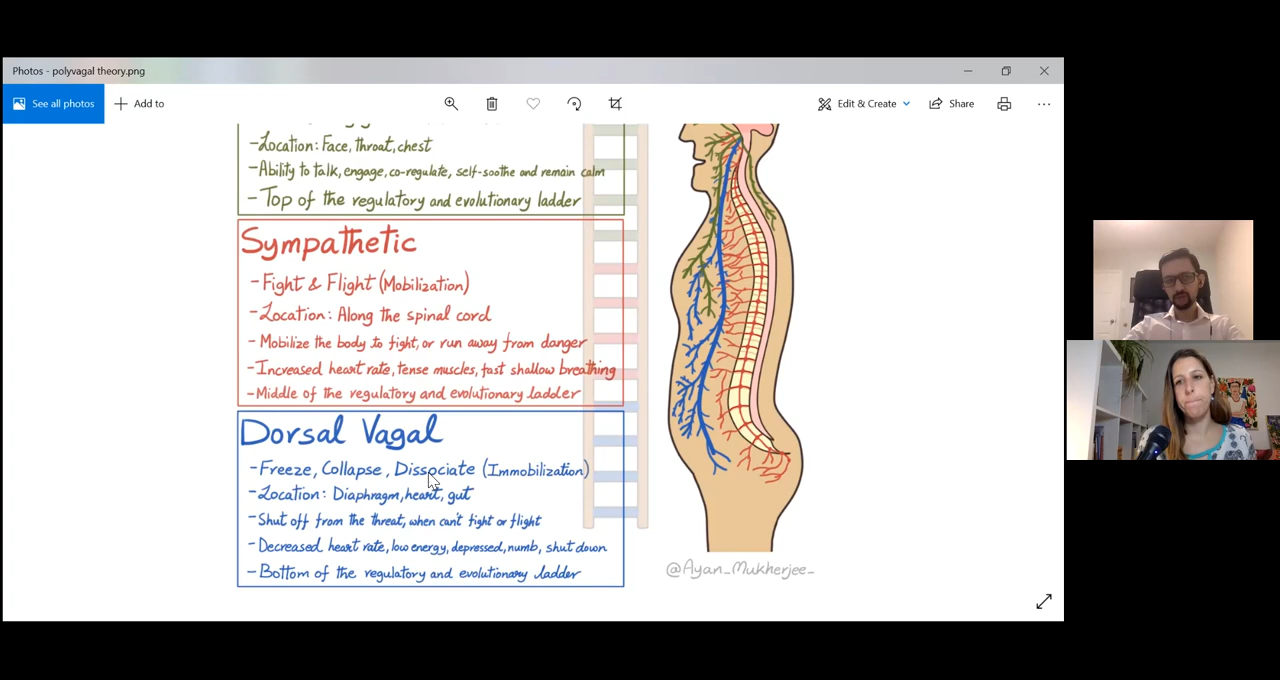 Photos - polyvagal theory.png
See all photos
Add to
Edit & Create
Share
-Location: Face, throat, chest
-Ability to talk, engage, co-regulate, self-soothe and remain calm
-Top of the regulatory and evolutionary ladder
Sympathetic
-Fight & Flight (Mobilization)
-Location: Along the spinal cord
-Mobilize the body to fight, or run away from danger
-Increased heart rate, tense muscles, fast shallow breathing
-Middle of the regulatory and evolutionary ladder
Dorsal Vagal
-Freeze, Collapse, Dissociate (Immobilization)
-Location: Diaphragm, heart, gut
-Shut off from the threat, when can't fight or flight
-Decreased heart rate, low energy, depressed, numb, shut down
-Bottom of the regulatory and evolutionary ladder
@Ayan_Mukherjee_